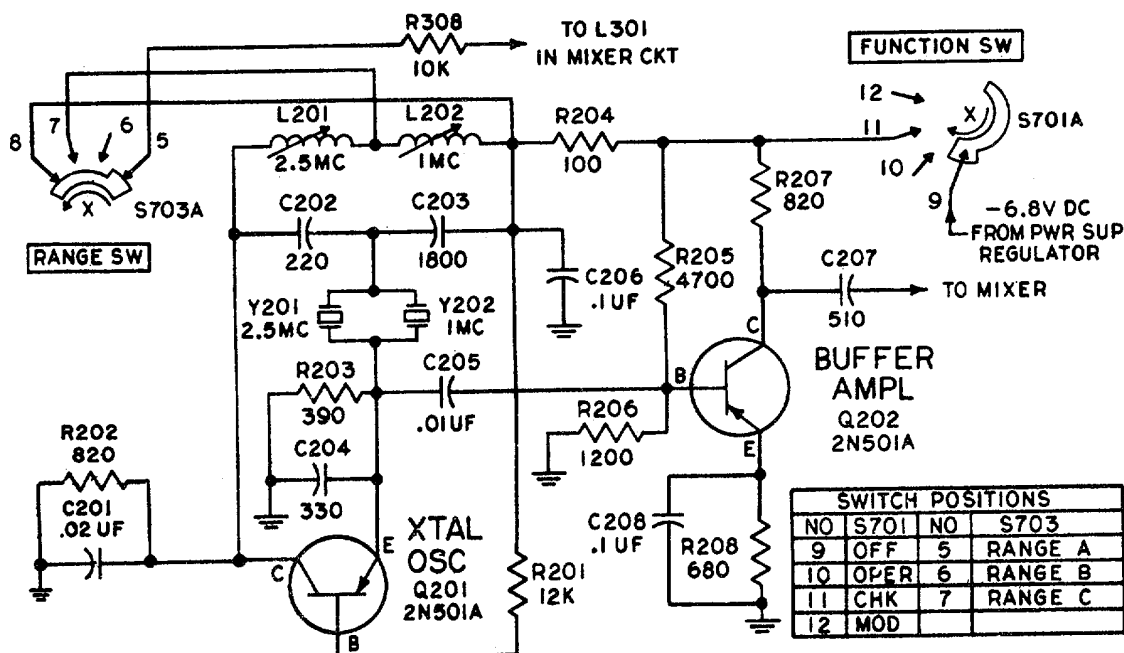 R308
10K
TO L301
IN MIXER CKT
FUNCTION SW
12
11
10
9
X
S701A
-6.8V DC
FROM PWR SUP
REGULATOR
8
7
6
5
X
S703A
RANGE SW
L201
2.5MC
L202
1MC
R204
100
R207
820
C202
220
C203
1800
C206
.1UF
R205
4700
C207
510
TO MIXER
Y201
2.5MC
Y202
1MC
R203
390
C205
.01UF
C
B
E
BUFFER
AMPL
Q202
2N501A
R206
1200
R202
820
C201
.02 UF
C204
330
XTAL
OSC
Q201
2N501A
C
E
B
R201
12K
C208
.1UF
R208
680
SWITCH POSITIONS
NO S701 NO S703
9 OFF 5 RANGE A
10 OPER 6 RANGE B
11 CHK 7 RANGE C
12 MOD